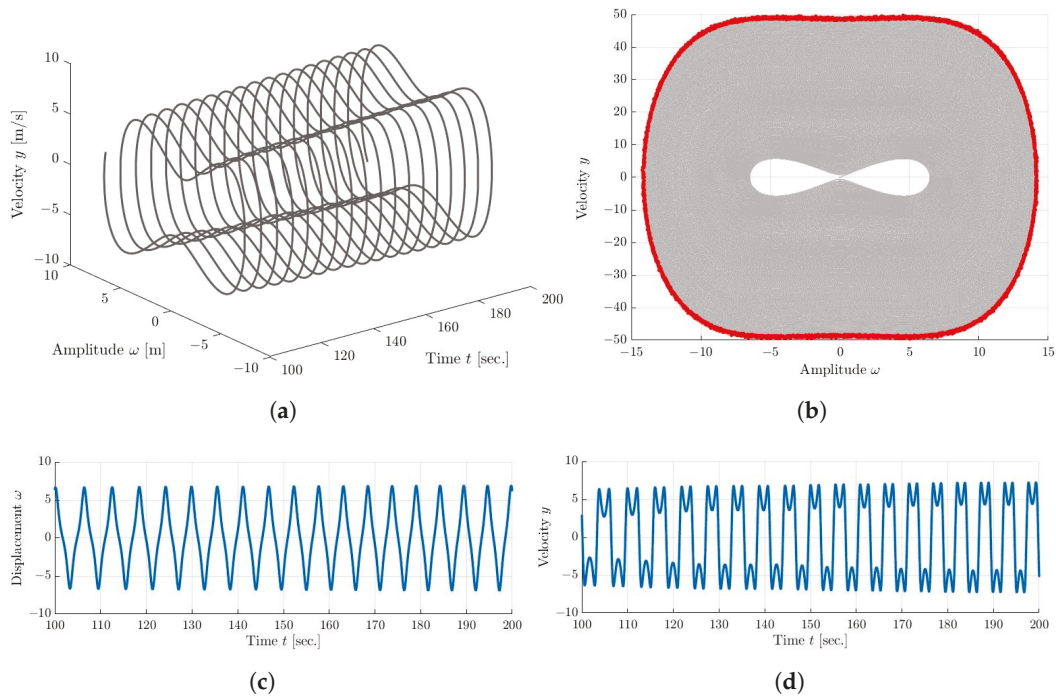 10
5
0
−5
−10
Velocity y [m/s]
10
5
0
−5
−10
Amplitude ω [m]
100
120
140
160
180
200
Time t [sec.]
(a)
50
40
30
20
10
0
−10
−20
−30
−40
−50
Velocity y
−15
−10
−5
0
5
10
15
Amplitude ω
(b)
10
5
0
−5
−10
Displacement ω
100 110 120 130 140 150 160 170 180 190 200
Time t [sec.]
(c)
10
5
0
−5
−10
Velocity y
100 110 120 130 140 150 160 170 180 190 200
Time t [sec.]
(d)